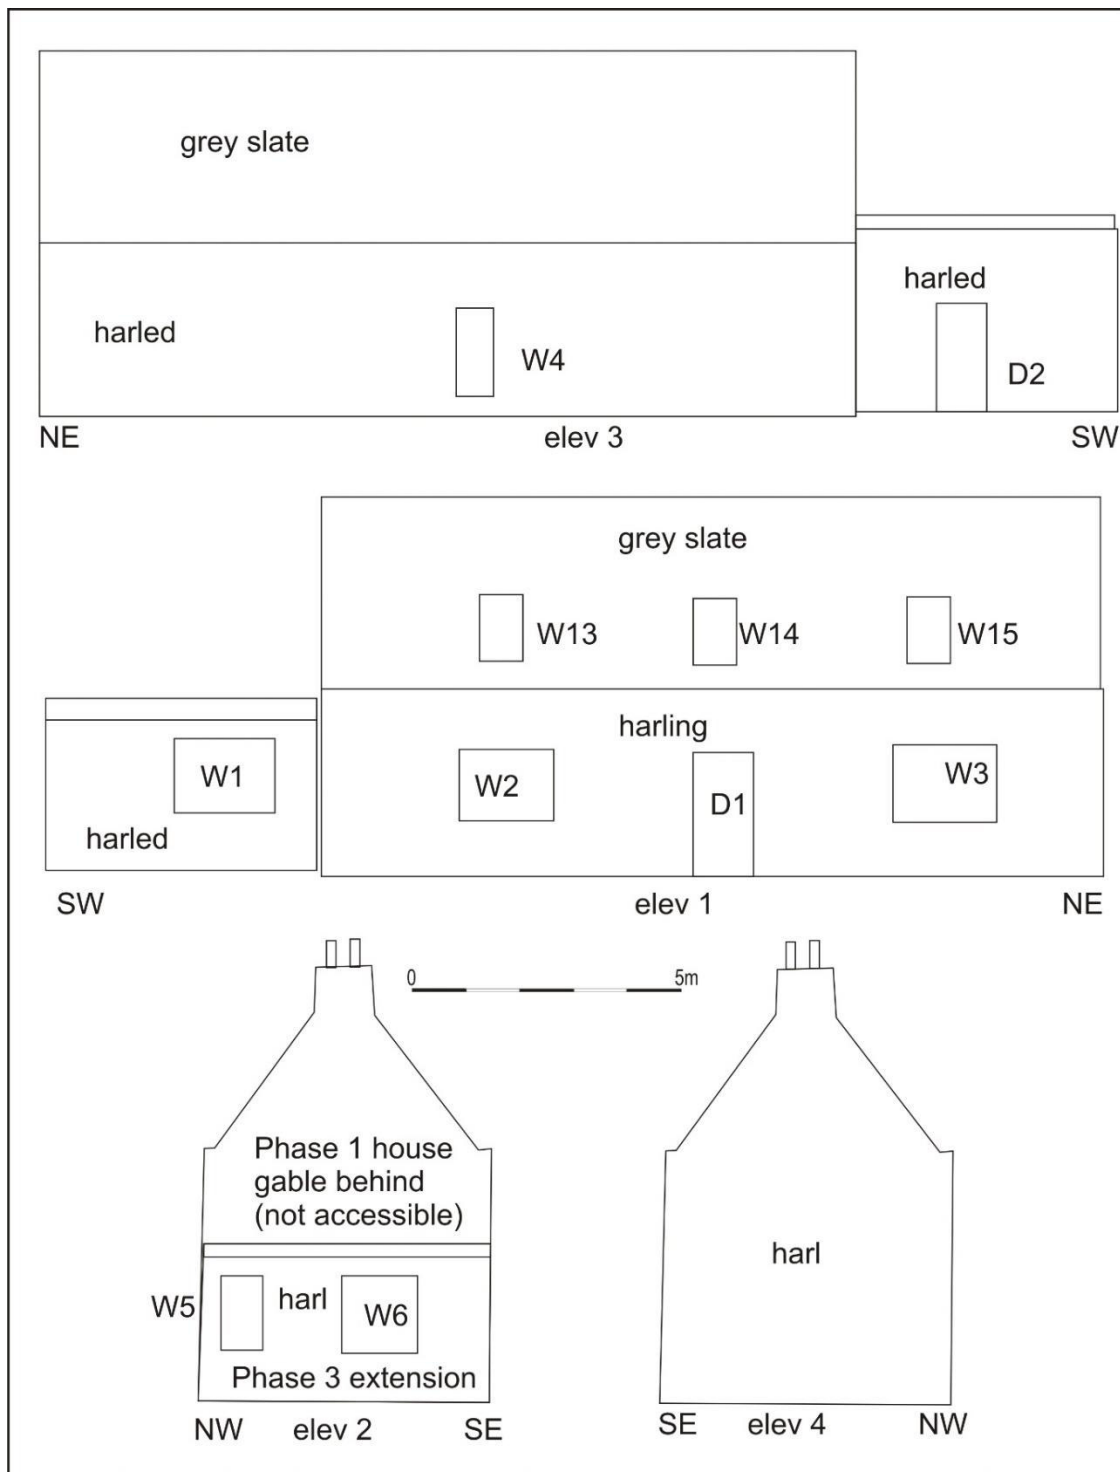 grey slate
harled
harled
W4
D2
NE
elev 3
SW
grey slate
W13
W14
W15
harling
W1
W2
D1
W3
harled
SW
elev 1
NE
0
5m
Phase 1 house
gable behind
(not accessible)
harl
W5
harl
W6
Phase 3 extension
NW
elev 2
SE
SE
elev 4
NW